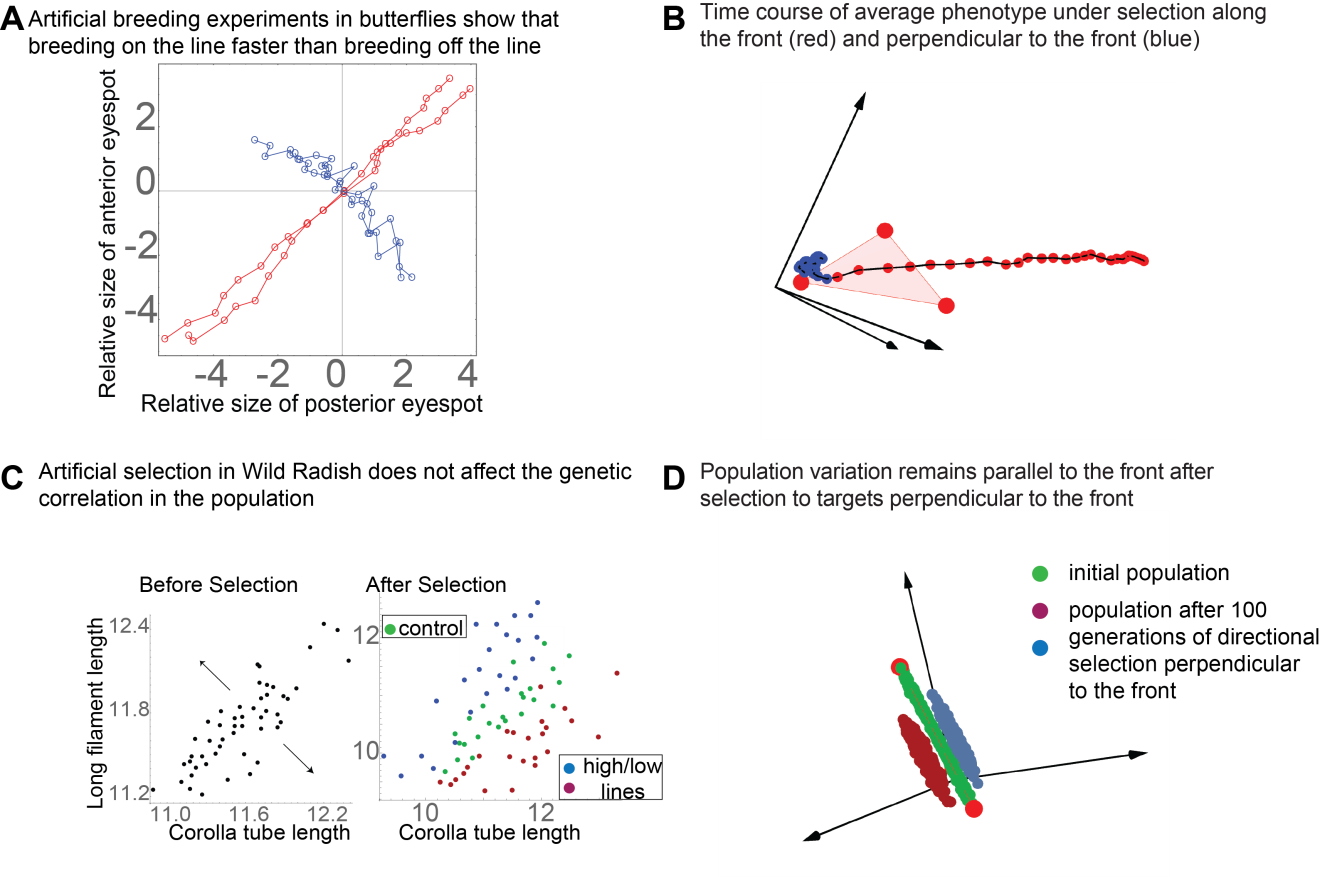 A Artificial breeding experiments in butterflies show that
breeding on the line faster than breeding off the line
Relative size of anterior eyespot
2
0
-2
-4
-4 -2 0 2 4
Relative size of posterior eyespot
B Time course of average phenotype under selection along
the front (red) and perpendicular to the front (blue)
C Artificial selection in Wild Radish does not affect the genetic
correlation in the population
Before Selection
Long filament length
12.4
11.8
11.2
11.0 11.6 12.2
Corolla tube length
After Selection
control
12
10
high/low
lines
10 12
Corolla tube length
D Population variation remains parallel to the front after
selection to targets perpendicular to the front
initial population
population after 100
generations of directional
selection perpendicular
to the front